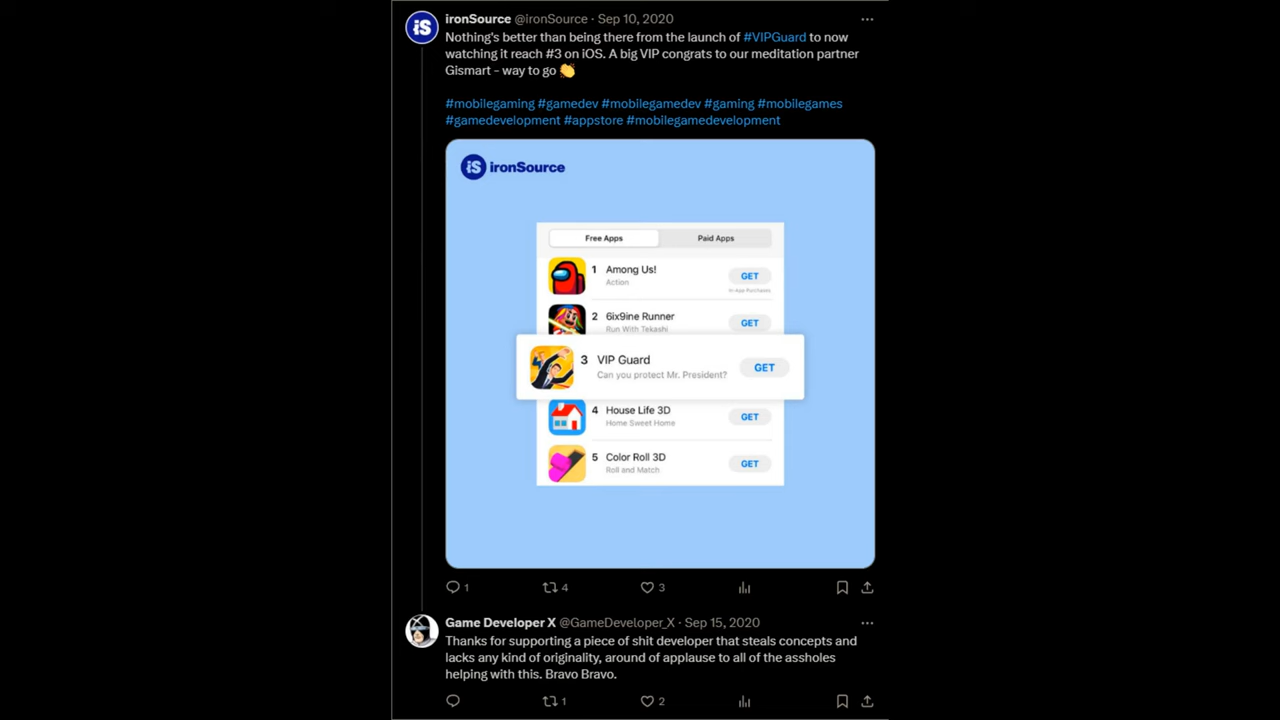 ironSource @ironSource · Sep 10, 2020
Nothing's better than being there from the launch of #VIPGuard to now
watching it reach #3 on iOS. A big VIP congrats to our meditation partner
Gismart - way to go 👏
#mobilegaming #gamedev #mobilegamedev #gaming #mobilegames
#gamedevelopment #appstore #mobilegamedevelopment
iS ironSource
Free Apps Paid Apps
1 Among Us! GET
Action In-App Purchases
2 6ix9ine Runner GET
Run With Tekashi
3 VIP Guard GET
Can you protect Mr. President?
4 House Life 3D GET
Home Sweet Home
5 Color Roll 3D GET
Roll and Match
1 4 3
Game Developer X @GameDeveloper_X · Sep 15, 2020
Thanks for supporting a piece of shit developer that steals concepts and
lacks any kind of originality, around of applause to all of the assholes
helping with this. Bravo Bravo.
1 2